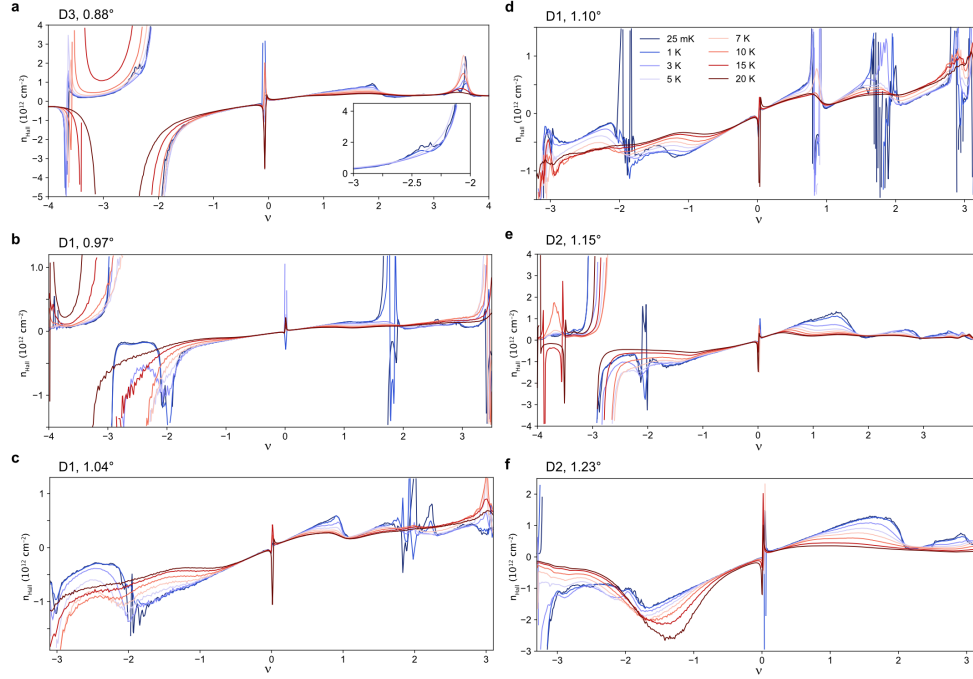 a
D3, 0.88°
4
3
2
1
0
−1
−2
−3
−4
−5
n_Hall (10^12 cm^−2)
4
2
0
−3
−2.5
−2
−4
−3
−2
−1
0
1
2
3
4
ν
b
D1, 0.97°
1.0
0
−1
n_Hall (10^12 cm^−2)
−4
−3
−2
−1
0
1
2
3
ν
c
D1, 1.04°
1
0
−1
n_Hall (10^12 cm^−2)
−3
−2
−1
0
1
2
3
ν
d
D1, 1.10°
25 mK
1 K
3 K
5 K
7 K
10 K
15 K
20 K
1
0
−1
n_Hall (10^12 cm^−2)
−3
−2
−1
0
1
2
3
ν
e
D2, 1.15°
4
3
2
1
0
−1
−2
−3
−4
n_Hall (10^12 cm^−2)
−4
−3
−2
−1
0
1
2
3
ν
f
D2, 1.23°
3
2
1
0
−1
−2
−3
n_Hall (10^12 cm^−2)
−3
−2
−1
0
1
2
3
ν